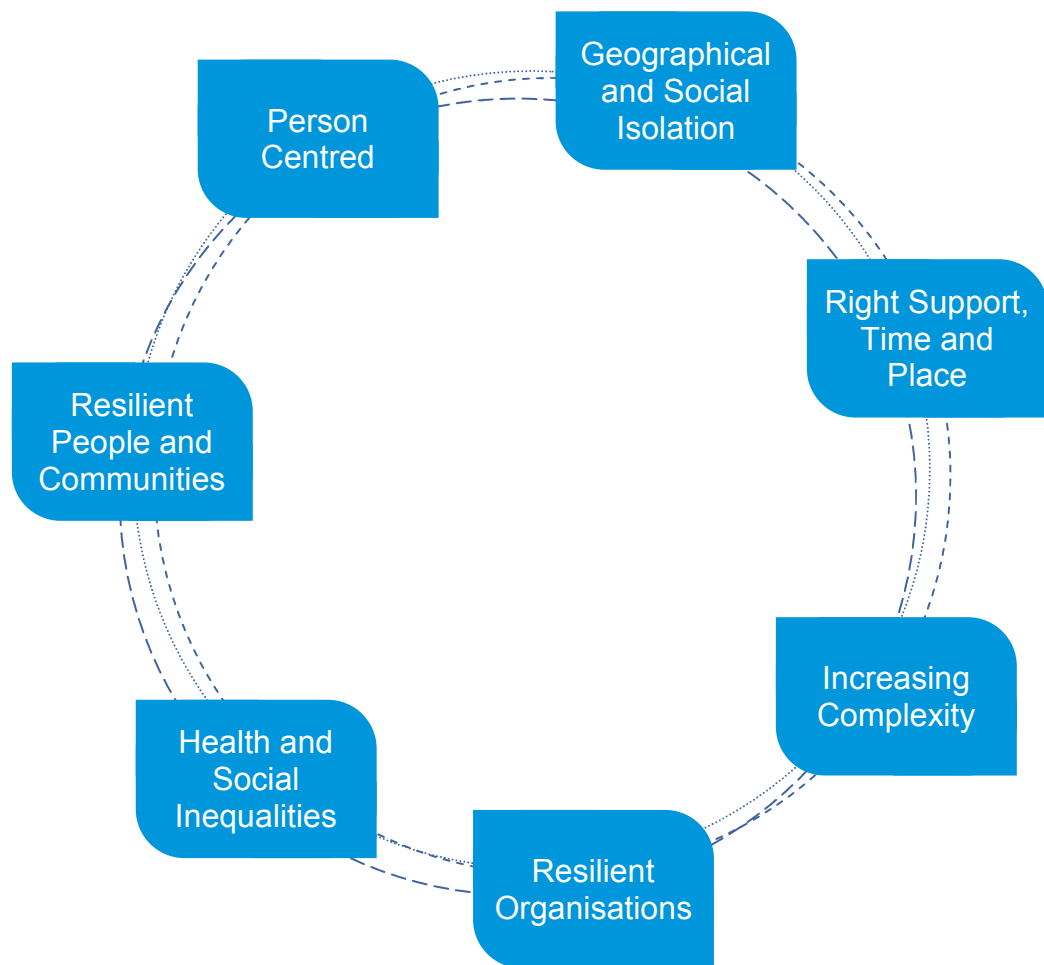 Geographical
and Social
Isolation
Person
Centred
Right Support,
Time and
Place
Resilient
People and
Communities
Increasing
Complexity
Health and
Social
Inequalities
Resilient
Organisations